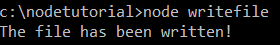 c:\nodetutorial>node writefile
The file has been written!